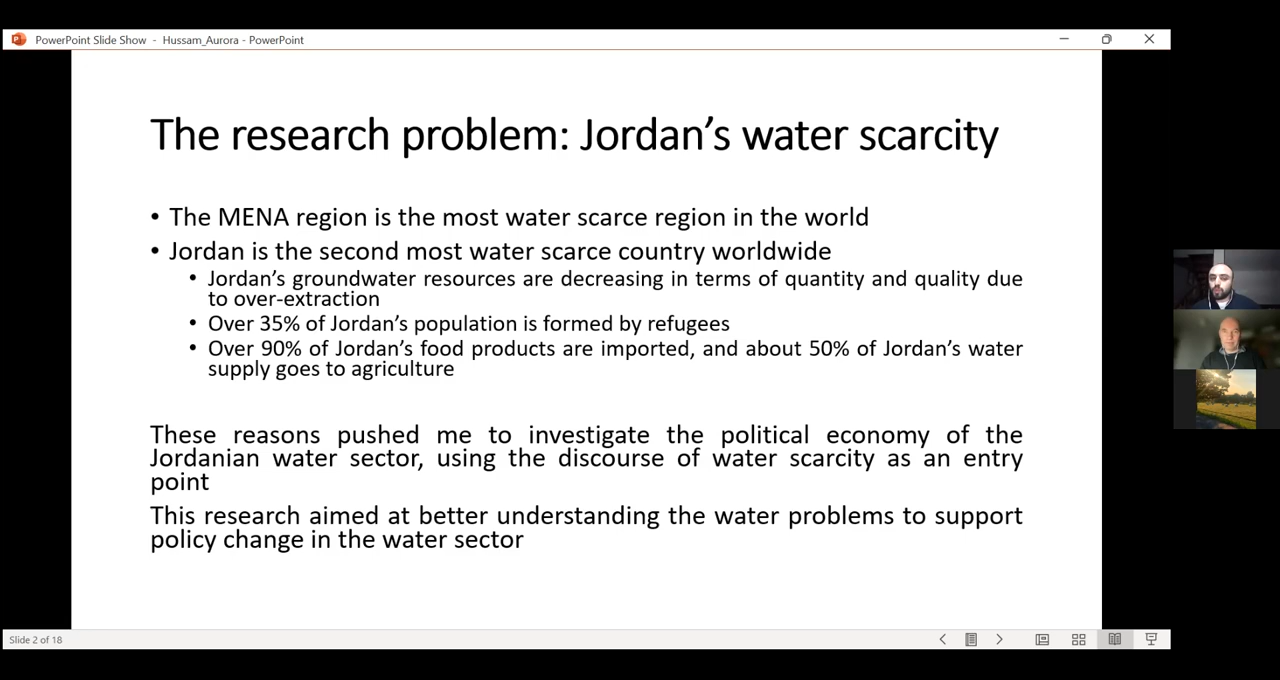 PowerPoint Slide Show - Hussam_Aurora - PowerPoint
The research problem: Jordan's water scarcity
• The MENA region is the most water scarce region in the world
• Jordan is the second most water scarce country worldwide
• Jordan's groundwater resources are decreasing in terms of quantity and quality due
to over-extraction
• Over 35% of Jordan's population is formed by refugees
• Over 90% of Jordan's food products are imported, and about 50% of Jordan's water
supply goes to agriculture
These reasons pushed me to investigate the political economy of the
Jordanian water sector, using the discourse of water scarcity as an entry
point
This research aimed at better understanding the water problems to support
policy change in the water sector
Slide 2 of 18